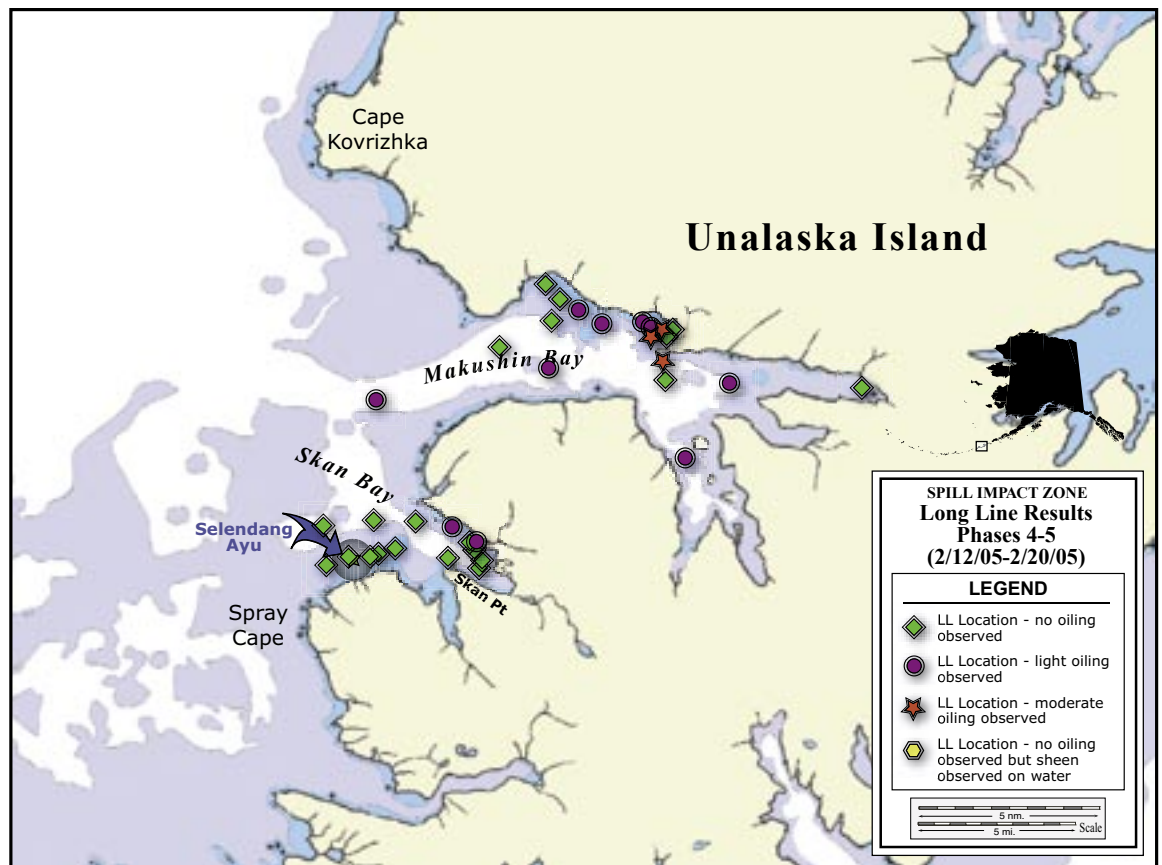 Cape
Kovrizhka
Unalaska Island
Makushin Bay
Skan Bay
Selendang
Ayu
Skan Pt
Spray
Cape
SPILL IMPACT ZONE
Long Line Results
Phases 4-5
(2/12/05-2/20/05)
LEGEND
LL Location - no oiling
observed
LL Location - light oiling
observed
LL Location - moderate
oiling observed
LL Location - no oiling
observed but sheen
observed on water
5 nm.
5 mi.
Scale